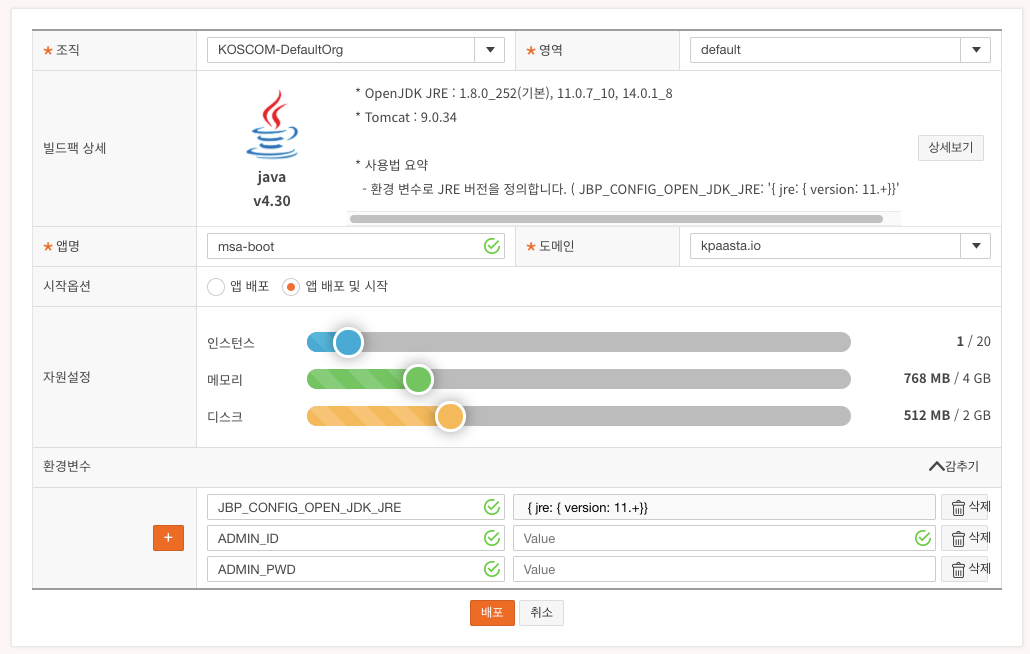 * 조직
KOSCOM-DefaultOrg
* 영역
default
빌드팩 상세
java
v4.30
* OpenJDK JRE : 1.8.0_252(기본), 11.0.7_10, 14.0.1_8
* Tomcat : 9.0.34
* 사용법 요약
- 환경 변수로 JRE 버전을 정의합니다. ( JBP_CONFIG_OPEN_JDK_JRE: '{ jre: { version: 11.+}}'
상세보기
* 앱명
msa-boot
* 도메인
kpaasta.io
시작옵션
앱 배포
앱 배포 및 시작
자원설정
인스턴스
1 / 20
메모리
768 MB / 4 GB
디스크
512 MB / 2 GB
환경변수
감추기
+
JBP_CONFIG_OPEN_JDK_JRE
{ jre: { version: 11.+}}
삭제
ADMIN_ID
Value
삭제
ADMIN_PWD
Value
삭제
배포
취소